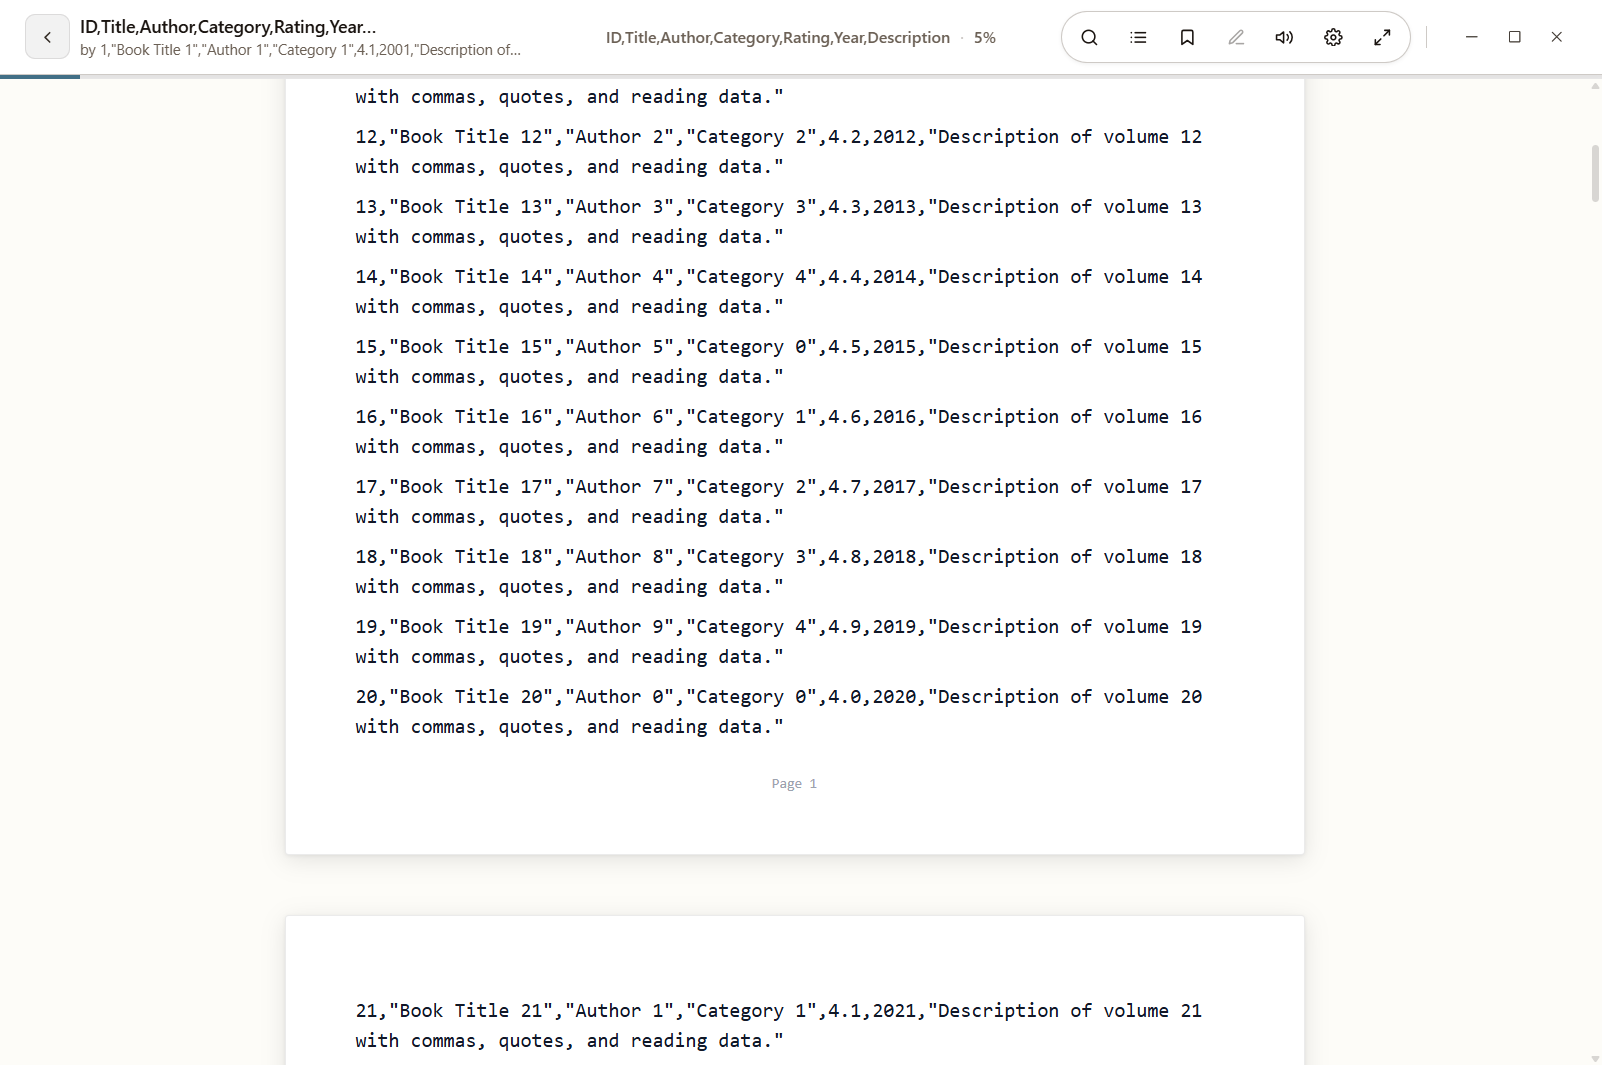 ID,Title,Author,Category,Rating,Year...
by 1,"Book Title 1","Author 1","Category 1",4.1,2001,"Description of...
ID,Title,Author,Category,Rating,Year,Description · 5%
with commas, quotes, and reading data."
12,"Book Title 12","Author 2","Category 2",4.2,2012,"Description of volume 12
with commas, quotes, and reading data."
13,"Book Title 13","Author 3","Category 3",4.3,2013,"Description of volume 13
with commas, quotes, and reading data."
14,"Book Title 14","Author 4","Category 4",4.4,2014,"Description of volume 14
with commas, quotes, and reading data."
15,"Book Title 15","Author 5","Category 0",4.5,2015,"Description of volume 15
with commas, quotes, and reading data."
16,"Book Title 16","Author 6","Category 1",4.6,2016,"Description of volume 16
with commas, quotes, and reading data."
17,"Book Title 17","Author 7","Category 2",4.7,2017,"Description of volume 17
with commas, quotes, and reading data."
18,"Book Title 18","Author 8","Category 3",4.8,2018,"Description of volume 18
with commas, quotes, and reading data."
19,"Book Title 19","Author 9","Category 4",4.9,2019,"Description of volume 19
with commas, quotes, and reading data."
20,"Book Title 20","Author 0","Category 0",4.0,2020,"Description of volume 20
with commas, quotes, and reading data."
Page 1
21,"Book Title 21","Author 1","Category 1",4.1,2021,"Description of volume 21
with commas, quotes, and reading data."